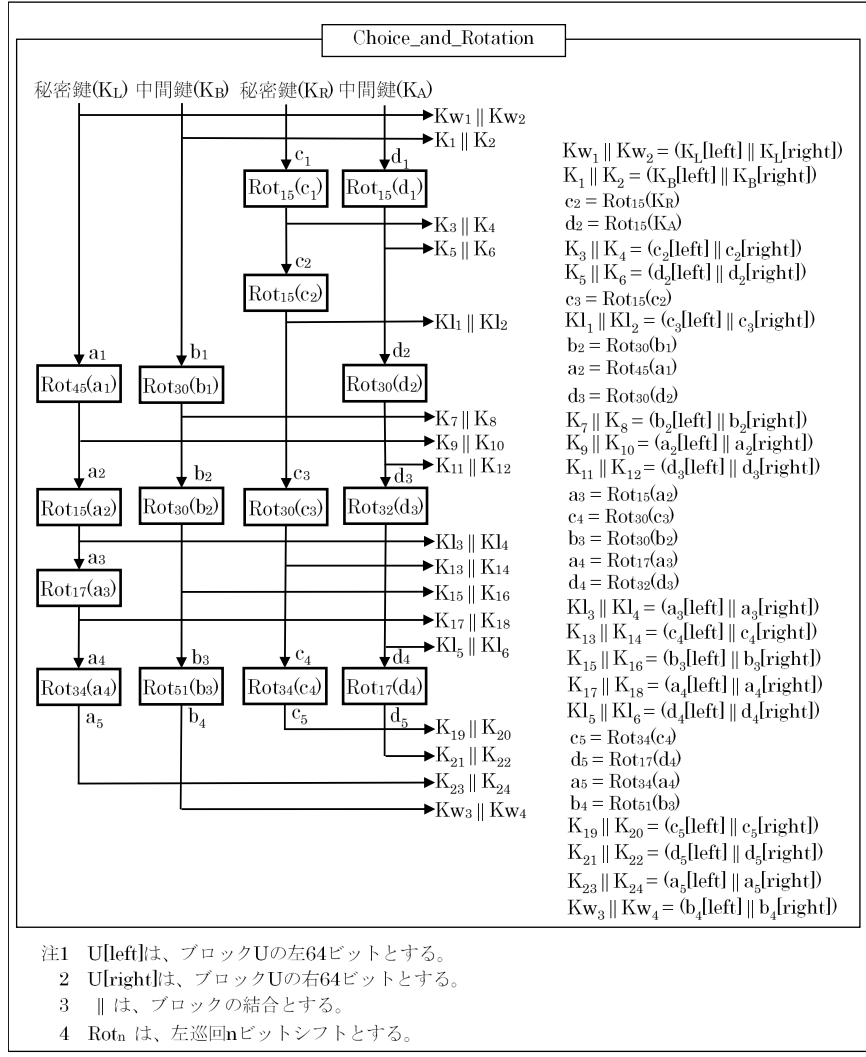 Choice_and_Rotation
秘密鍵(KL) 中間鍵(KB) 秘密鍵(KR) 中間鍵(KA)
Kw1 || Kw2
K1 || K2
c1 d1
Rot15(c1) Rot15(d1)
K3 || K4
K5 || K6
c2
Rot15(c2)
Kl1 || Kl2
a1 b1 d2
Rot45(a1) Rot30(b1) Rot30(d2)
K7 || K8
K9 || K10
K11 || K12
a2 b2 c3 d3
Rot15(a2) Rot30(b2) Rot30(c3) Rot32(d3)
Kl3 || Kl4
a3
K13 || K14
Rot17(a3)
K15 || K16
K17 || K18
Kl5 || Kl6
a4 b3 c4 d4
Rot34(a4) Rot51(b3) Rot34(c4) Rot17(d4)
a5 b4 c5 d5
K19 || K20
K21 || K22
K23 || K24
Kw3 || Kw4
Kw1 || Kw2 = (KL[left] || KL[right])
K1 || K2 = (KB[left] || KB[right])
c2 = Rot15(KR)
d2 = Rot15(KA)
K3 || K4 = (c2[left] || c2[right])
K5 || K6 = (d2[left] || d2[right])
c3 = Rot15(c2)
Kl1 || Kl2 = (c3[left] || c3[right])
b2 = Rot30(b1)
a2 = Rot45(a1)
d3 = Rot30(d2)
K7 || K8 = (b2[left] || b2[right])
K9 || K10 = (a2[left] || a2[right])
K11 || K12 = (d3[left] || d3[right])
a3 = Rot15(a2)
c4 = Rot30(c3)
b3 = Rot30(b2)
a4 = Rot17(a3)
d4 = Rot32(d3)
Kl3 || Kl4 = (a3[left] || a3[right])
K13 || K14 = (c4[left] || c4[right])
K15 || K16 = (b3[left] || b3[right])
K17 || K18 = (a4[left] || a4[right])
Kl5 || Kl6 = (d4[left] || d4[right])
c5 = Rot34(c4)
d5 = Rot17(d4)
a5 = Rot34(a4)
b4 = Rot51(b3)
K19 || K20 = (c5[left] || c5[right])
K21 || K22 = (d5[left] || d5[right])
K23 || K24 = (a5[left] || a5[right])
Kw3 || Kw4 = (b4[left] || b4[right])
注1 U[left]は、ブロックUの左64ビットとする。
2 U[right]は、ブロックUの右64ビットとする。
3 || は、ブロックの結合とする。
4 Rotn は、左巡回nビットシフトとする。